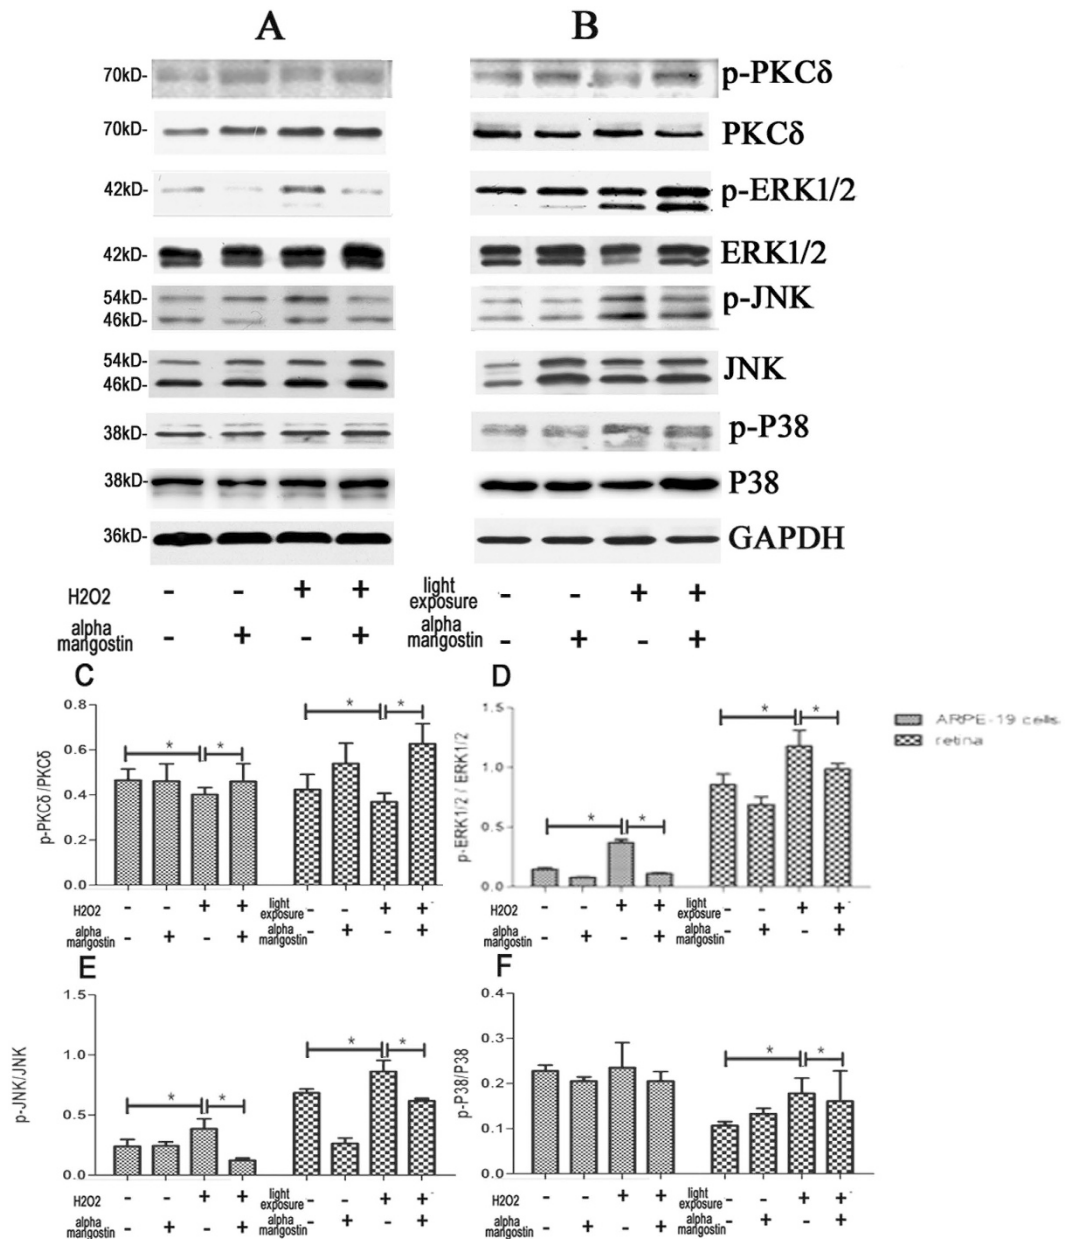 A B
70kD- p-PKCδ
70kD- PKCδ
42kD- p-ERK1/2
42kD- ERK1/2
54kD- p-JNK
46kD-
54kD- JNK
46kD-
38kD- p-P38
38kD- P38
36kD- GAPDH
H2O2 - - + + light exposure - - + +
alpha mangostin - + - + alpha mangostin - + - +
C
p-PKCδ/PKCδ
0.8
0.6
0.4
0.2
0.0
* * * *
H2O2 - - + + light exposure - - + +
alpha mangostin - + - + alpha mangostin - + - +
D
p-ERK1/2 / ERK1/2
1.5
1.0
0.5
0.0
* * * *
H2O2 - - + + light exposure - - + +
alpha mangostin - + - + alpha mangostin - + - +
ARPE-19 cells
retina
E
p-JNK/JNK
1.5
1.0
0.5
0.0
* * * *
H2O2 - - + + light exposure - - + +
alpha mangostin - + - + alpha mangostin - + - +
F
p-P38/P38
0.4
0.3
0.2
0.1
0.0
* *
H2O2 - - + + light exposure - - + +
alpha mangostin - + - + alpha mangostin - + - +